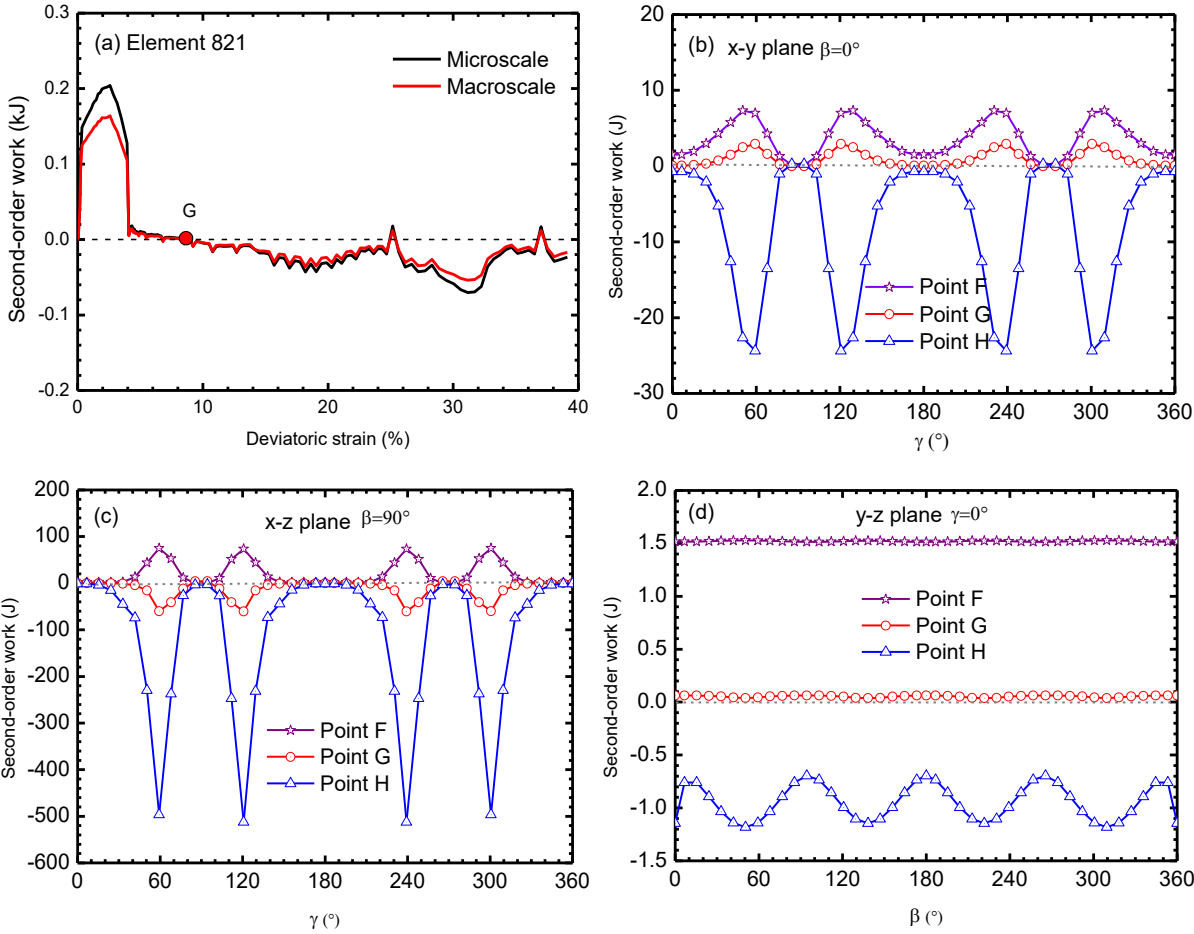 (a) Element 821
Microscale
Macroscale
G
0.3
0.2
0.1
0.0
-0.1
-0.2
0
10
20
30
40
Second-order work (kJ)
Deviatoric strain (%)
(b) x-y plane β=0°
Point F
Point G
Point H
20
10
0
-10
-20
-30
0
60
120
180
240
300
360
Second-order work (J)
γ (°)
(c) x-z plane β=90°
Point F
Point G
Point H
200
100
0
-100
-200
-300
-400
-500
-600
0
60
120
180
240
300
360
Second-order work (J)
γ (°)
(d) y-z plane γ=0°
Point F
Point G
Point H
2.0
1.5
1.0
0.5
0.0
-0.5
-1.0
-1.5
0
60
120
180
240
300
360
Second-order work (J)
β (°)